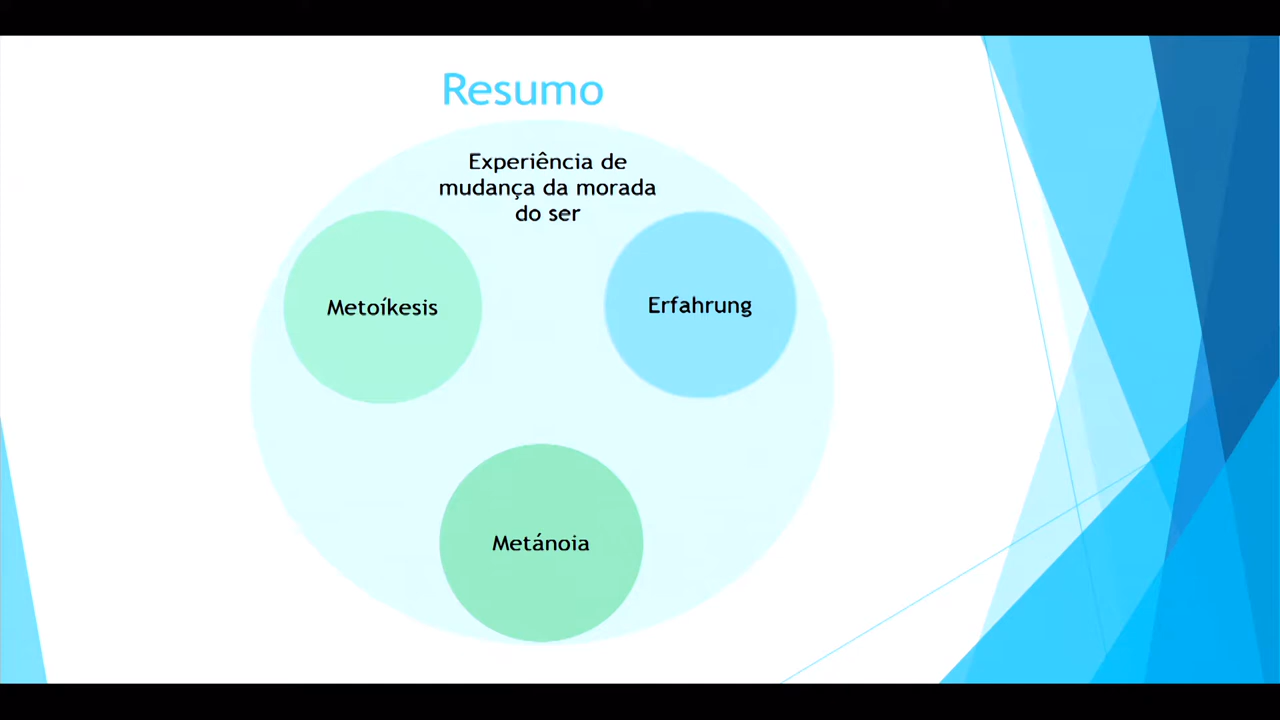 Resumo
Experiência de
mudança da morada
do ser
Metoíkesis
Erfahrung
Metánoia